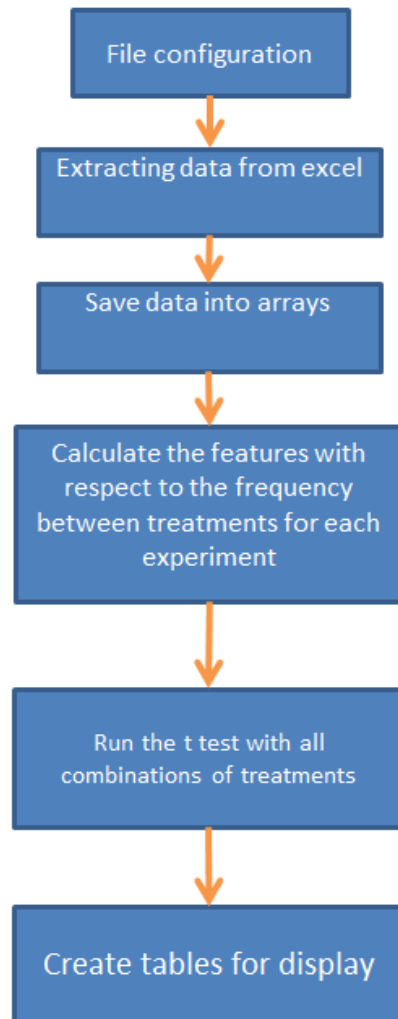 File configuration
Extracting data from excel
Save data into arrays
Calculate the features with
respect to the frequency
between treatments for each
experiment
Run the t test with all
combinations of treatments
Create tables for display